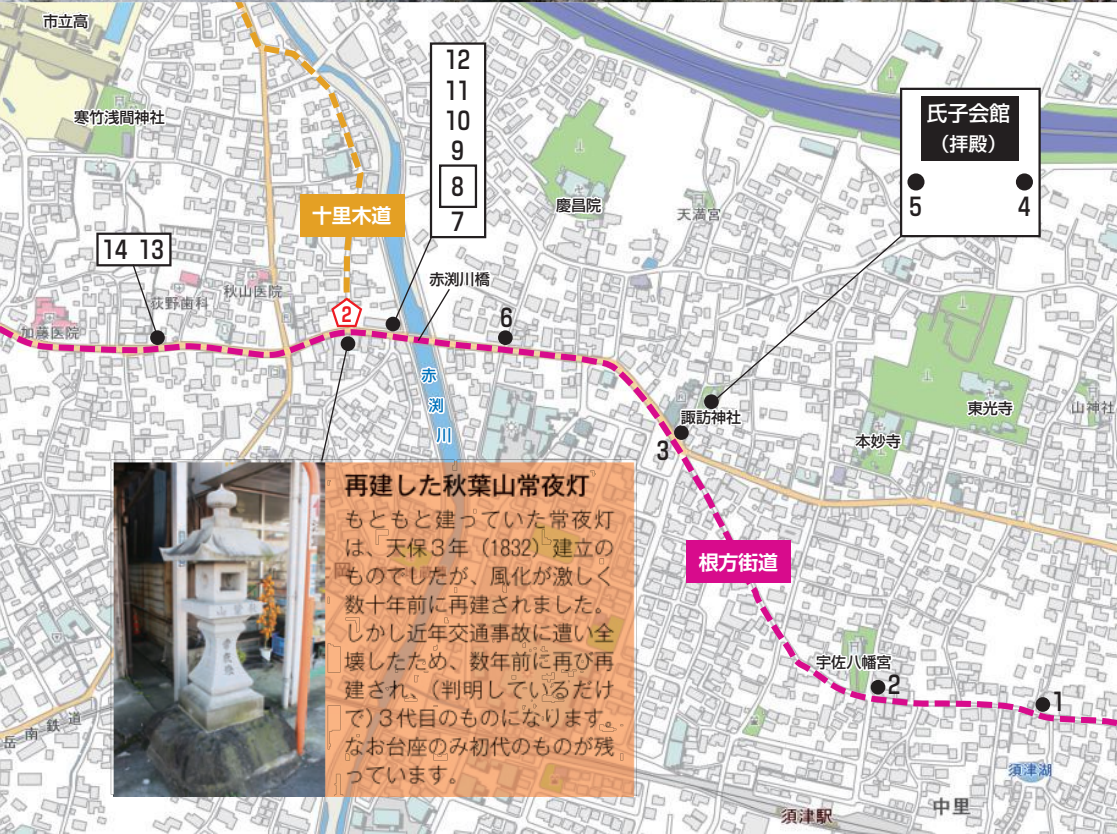 市立高
寒竹浅間神社
十里木道
12
11
10
9
8
7
慶昌院
天満宮
氏子会館
（拝殿）
5
4
14 13
荻野歯科
秋山医院
加藤医院
2
赤渕川橋
6
赤
渕
川
諏訪神社
3
東光寺
山神社
本妙寺
再建した秋葉山常夜灯
もともと建っていた常夜灯
は、天保3年（1832）建立の
ものでしたが、風化が激しく
数十年前に再建されました。
しかし近年交通事故に遭い全
壊したため、数年前に再び再
建され、（判明しているだけ
で）3代目のものになります。
なお台座のみ初代のものが残
っています。
根方街道
宇佐八幡宮
2
1
岳南鉄道
須津湖
中里
須津駅